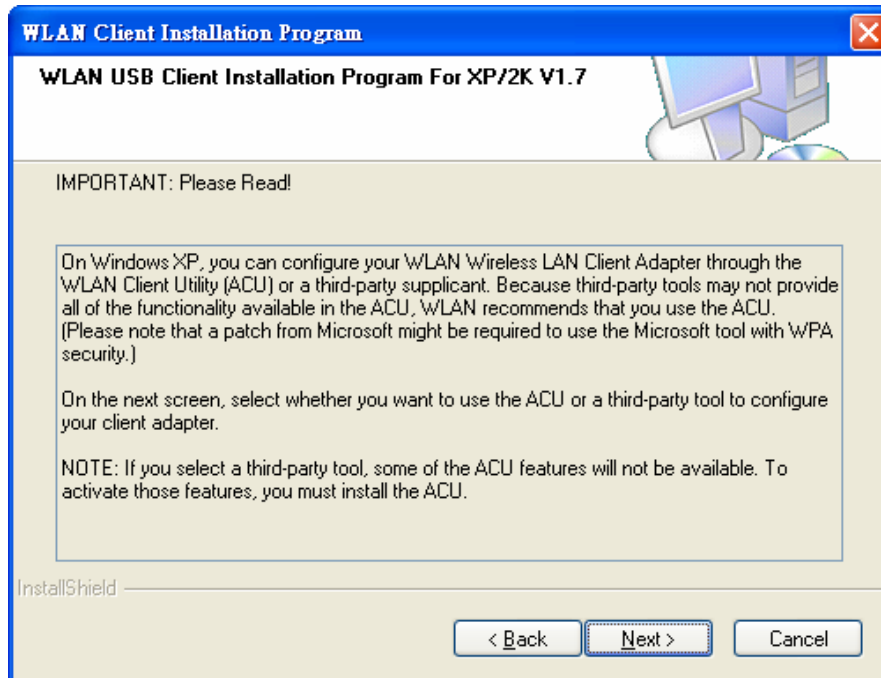 WLAN Client Installation Program
WLAN USB Client Installation Program For XP/2K V1.7
IMPORTANT: Please Read!
On Windows XP, you can configure your WLAN Wireless LAN Client Adapter through the
WLAN Client Utility (ACU) or a third-party supplicant. Because third-party tools may not provide
all of the functionality available in the ACU, WLAN recommends that you use the ACU.
(Please note that a patch from Microsoft might be required to use the Microsoft tool with WPA
security.)
On the next screen, select whether you want to use the ACU or a third-party tool to configure
your client adapter.
NOTE: If you select a third-party tool, some of the ACU features will not be available. To
activate those features, you must install the ACU.
InstallShield
< Back
Next >
Cancel